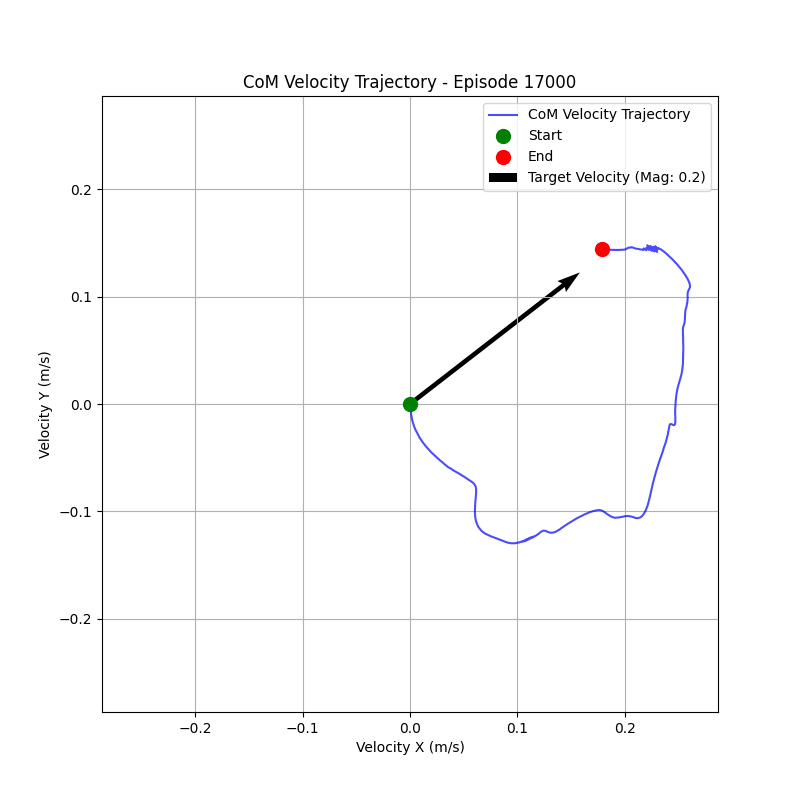 CoM Velocity Trajectory - Episode 17000
CoM Velocity Trajectory
Start
End
Target Velocity (Mag: 0.2)
0.2
0.1
0.0
−0.1
−0.2
Velocity Y (m/s)
−0.2
−0.1
0.0
0.1
0.2
Velocity X (m/s)